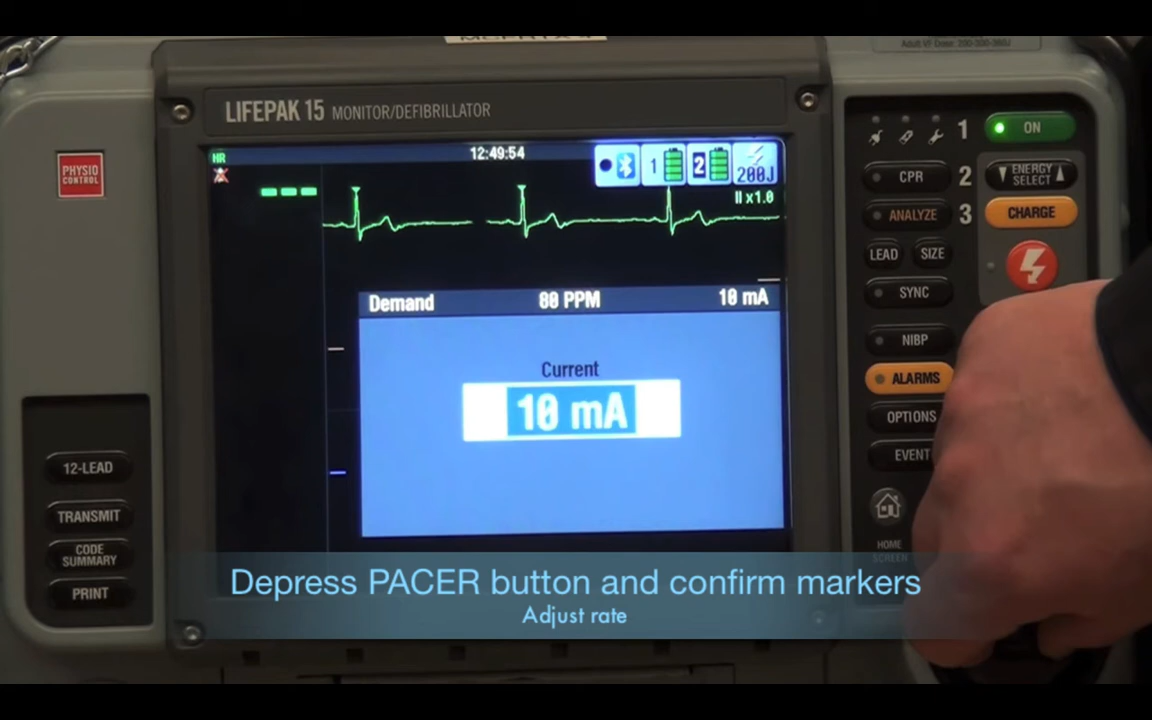 LIFEPAK 15 MONITOR/DEFIBRILLATOR
PHYSIO
CONTROL
HR
12:49:54
1
2
200J
II x1.0
Demand 80 PPM 10 mA
Current
10 mA
12-LEAD
TRANSMIT
CODE
SUMMARY
PRINT
1 ON
CPR 2 ENERGY
SELECT
ANALYZE 3 CHARGE
LEAD SIZE
SYNC
NIBP
ALARMS
OPTIONS
EVENT
HOME
SCREEN
Depress PACER button and confirm markers
Adjust rate